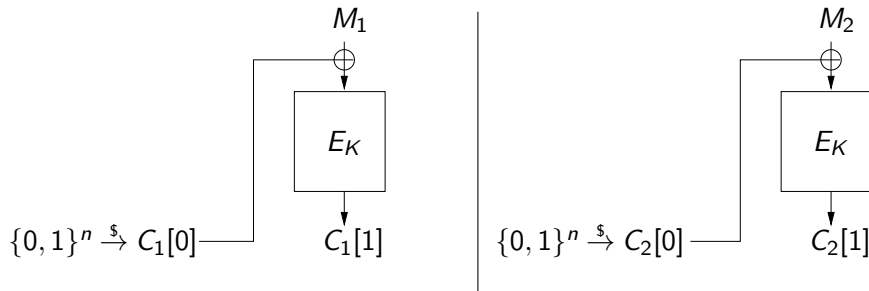 M₁
E_K
{0, 1}ⁿ →$ C₁[0]
C₁[1]
M₂
E_K
{0, 1}ⁿ →$ C₂[0]
C₂[1]